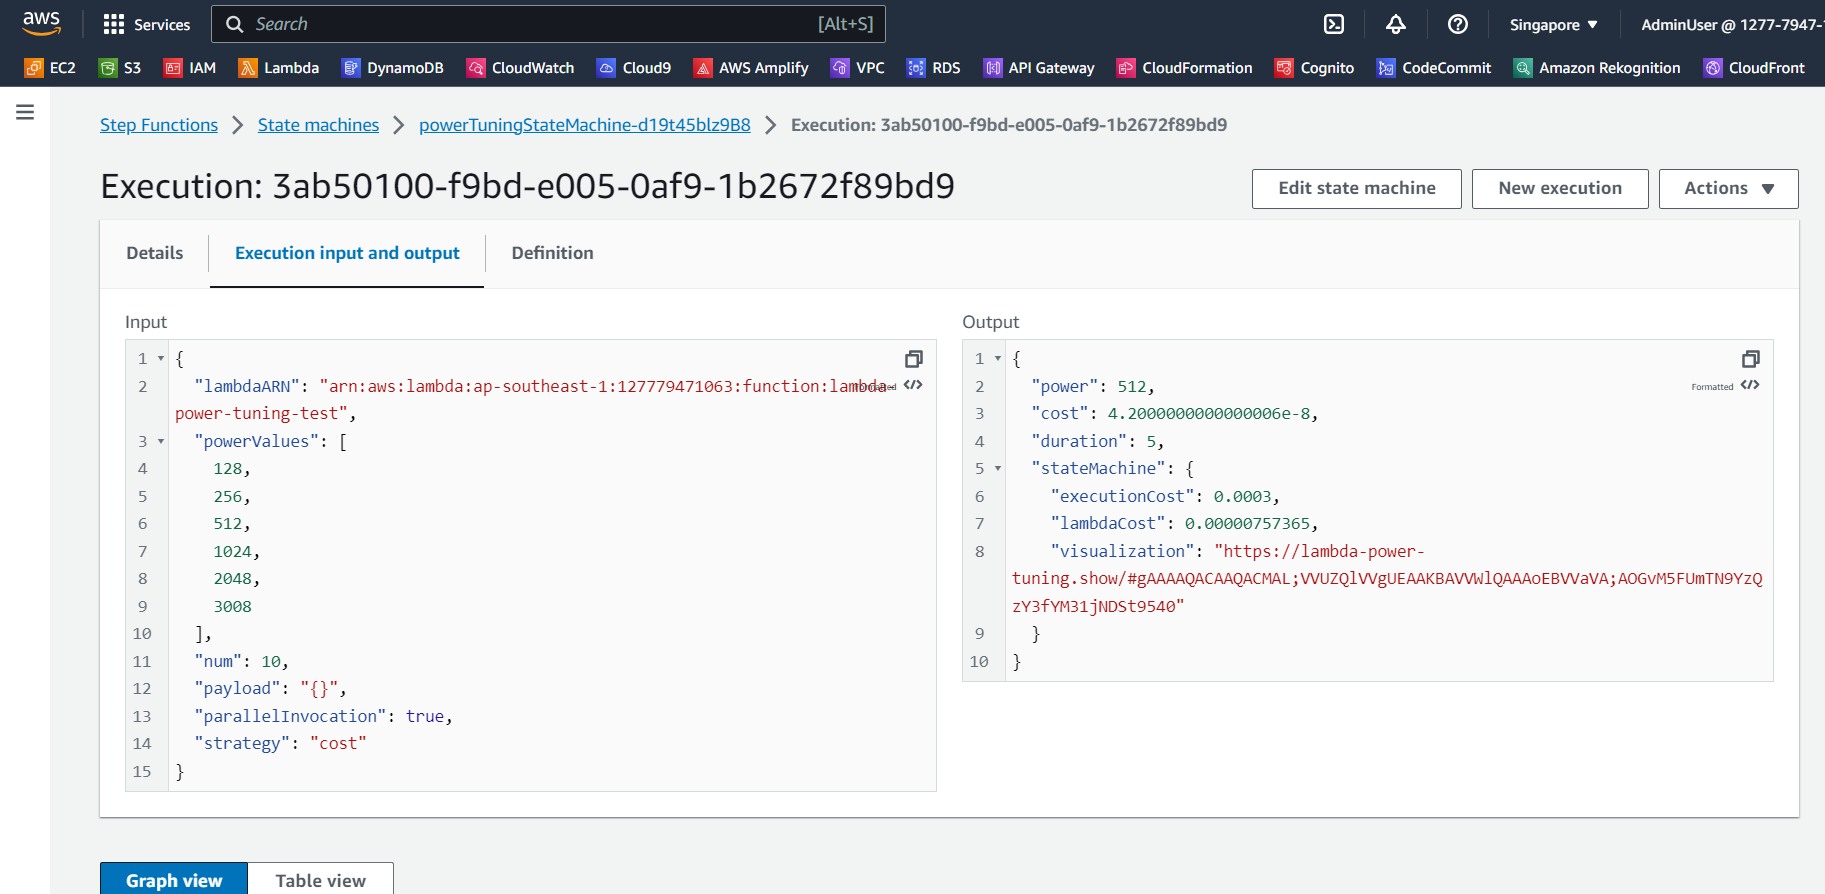 aws
Services
Search
[Alt+S]
Singapore ▼
AdminUser @ 1277-7947-
EC2
S3
IAM
Lambda
DynamoDB
CloudWatch
Cloud9
AWS Amplify
VPC
RDS
API Gateway
CloudFormation
Cognito
CodeCommit
Amazon Rekognition
CloudFront
Step Functions > State machines > powerTuningStateMachine-d19t45blz9B8 > Execution: 3ab50100-f9bd-e005-0af9-1b2672f89bd9
Execution: 3ab50100-f9bd-e005-0af9-1b2672f89bd9
Edit state machine
New execution
Actions ▼
Details
Execution input and output
Definition
Input
1 {
2 "lambdaARN": "arn:aws:lambda:ap-southeast-1:127779471063:function:lambda-
power-tuning-test",
3 "powerValues": [
4 128,
5 256,
6 512,
7 1024,
8 2048,
9 3008
10 ],
11 "num": 10,
12 "payload": "{}",
13 "parallelInvocation": true,
14 "strategy": "cost"
15 }
Formatted </>
Output
1 {
2 "power": 512,
3 "cost": 4.2000000000000006e-8,
4 "duration": 5,
5 "stateMachine": {
6 "executionCost": 0.0003,
7 "lambdaCost": 0.00000757365,
8 "visualization": "https://lambda-power-
tuning.show/#gAAAAQACAAQACMAL;VVUZQlVVgUEAAKBAVVWlQAAAoEBVVaVA;AOGvM5FUmTN9YzQ
zY3fYM31jNDSt9540"
9 }
10 }
Formatted </>
Graph view
Table view